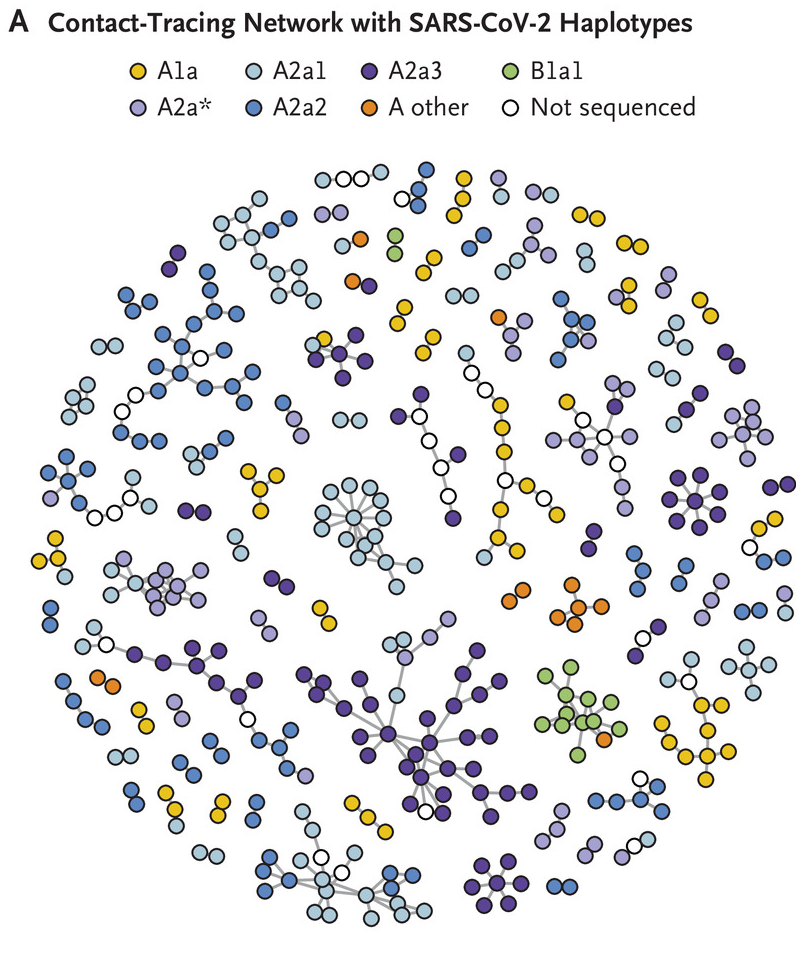 A Contact-Tracing Network with SARS-CoV-2 Haplotypes
A1a A2a1 A2a3 B1a1
A2a* A2a2 A other Not sequenced